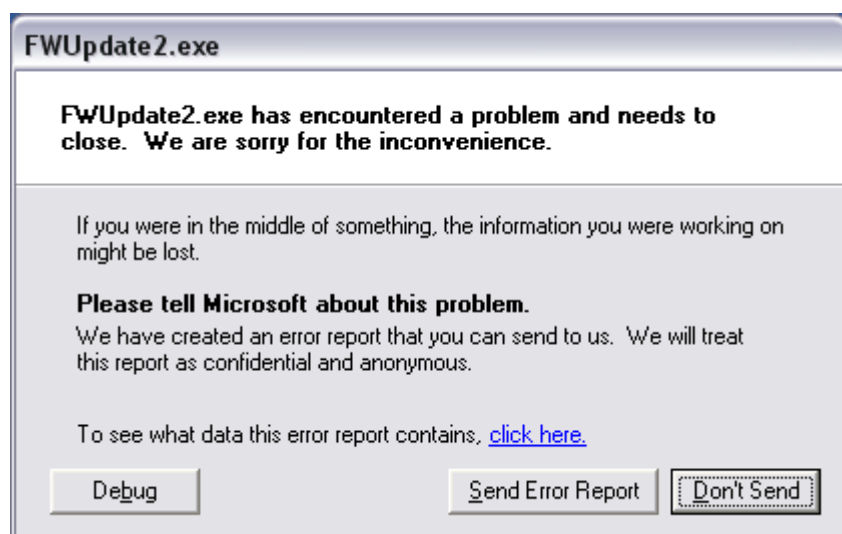 FWUpdate2.exe
FWUpdate2.exe has encountered a problem and needs to
close.  We are sorry for the inconvenience.
If you were in the middle of something, the information you were working on
might be lost.
Please tell Microsoft about this problem.
We have created an error report that you can send to us.  We will treat
this report as confidential and anonymous.
To see what data this error report contains, click here.
Debug Send Error Report Don't Send